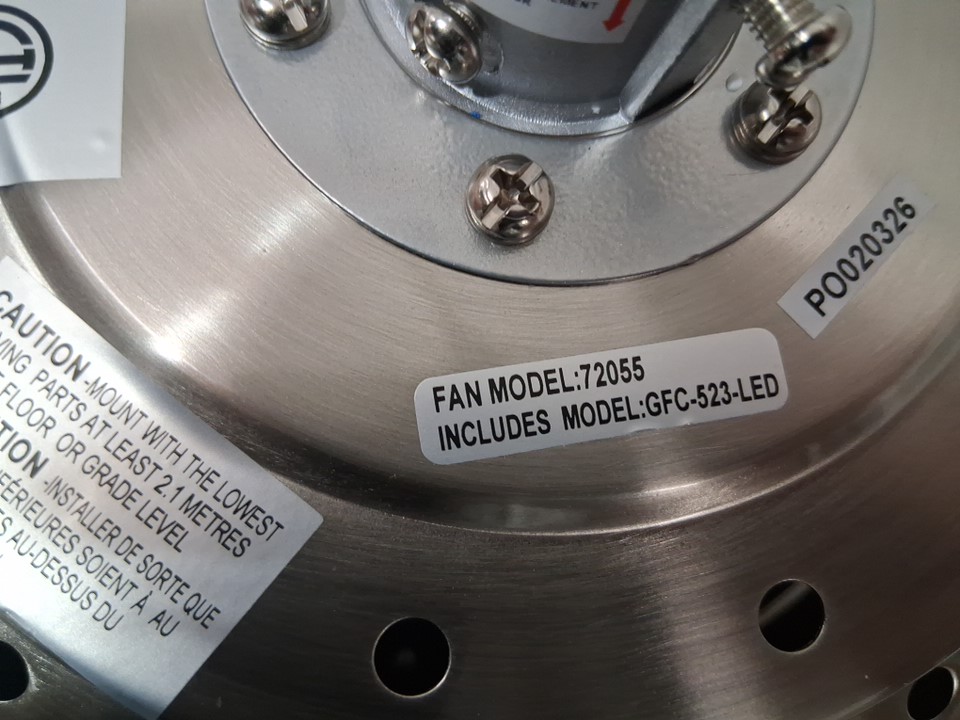 PO020326
FAN MODEL:72055
INCLUDES MODEL:GFC-523-LED
CAUTION-MOUNT WITH THE LOWEST
PARTS AT LEAST 2.1 METRES
FLOOR OR GRADE LEVEL
-INSTALLER DE SORTE QUE
SOIENT À AU
AU-DESSUS DU